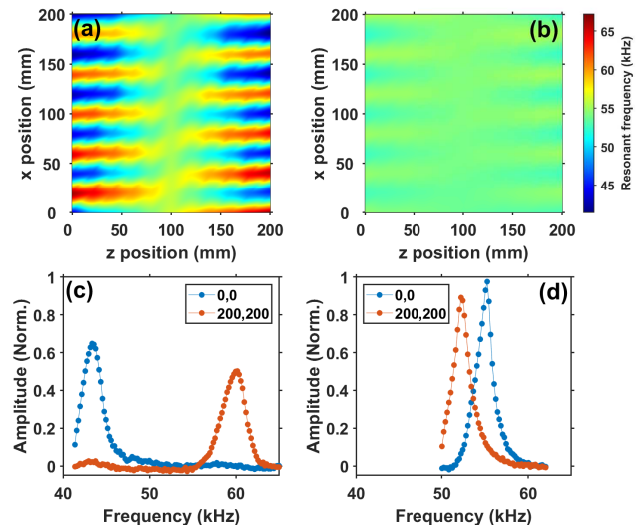 (a)
200
150
100
50
0
x position (mm)
0 50 100 150 200
z position (mm)
(b)
200
150
100
50
0
x position (mm)
0 50 100 150 200
z position (mm)
65
60
55
50
45
Resonant frequency (kHz)
(c)
0,0
200,200
1
0.8
0.6
0.4
0.2
0
Amplitude (Norm.)
40 50 60
Frequency (kHz)
(d)
0,0
200,200
1
0.8
0.6
0.4
0.2
0
Amplitude (Norm.)
40 50 60
Frequency (kHz)